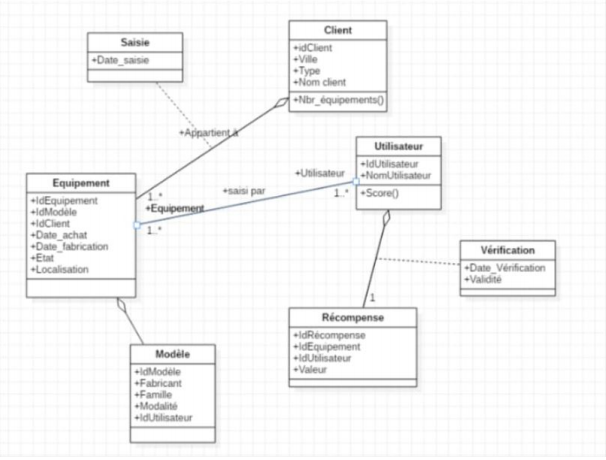 Saisie
+Date_saisie
Client
+idClient
+Ville
+Type
+Nom client
+Nbr_équipements()
+Appartient à
Utilisateur
+IdUtilisateur
+NomUtilisateur
+Score()
Equipement
+IdEquipement
+IdModèle
+IdClient
+Date_achat
+Date_fabrication
+Etat
+Localisation
1..*
+Equipement
1..*
+saisi par
+Utilisateur
1..*
Vérification
+Date_Vérification
+Validité
1
Récompense
+IdRécompense
+IdEquipement
+IdUtilisateur
+Valeur
Modèle
+IdModèle
+Fabricant
+Famille
+Modalité
+IdUtilisateur